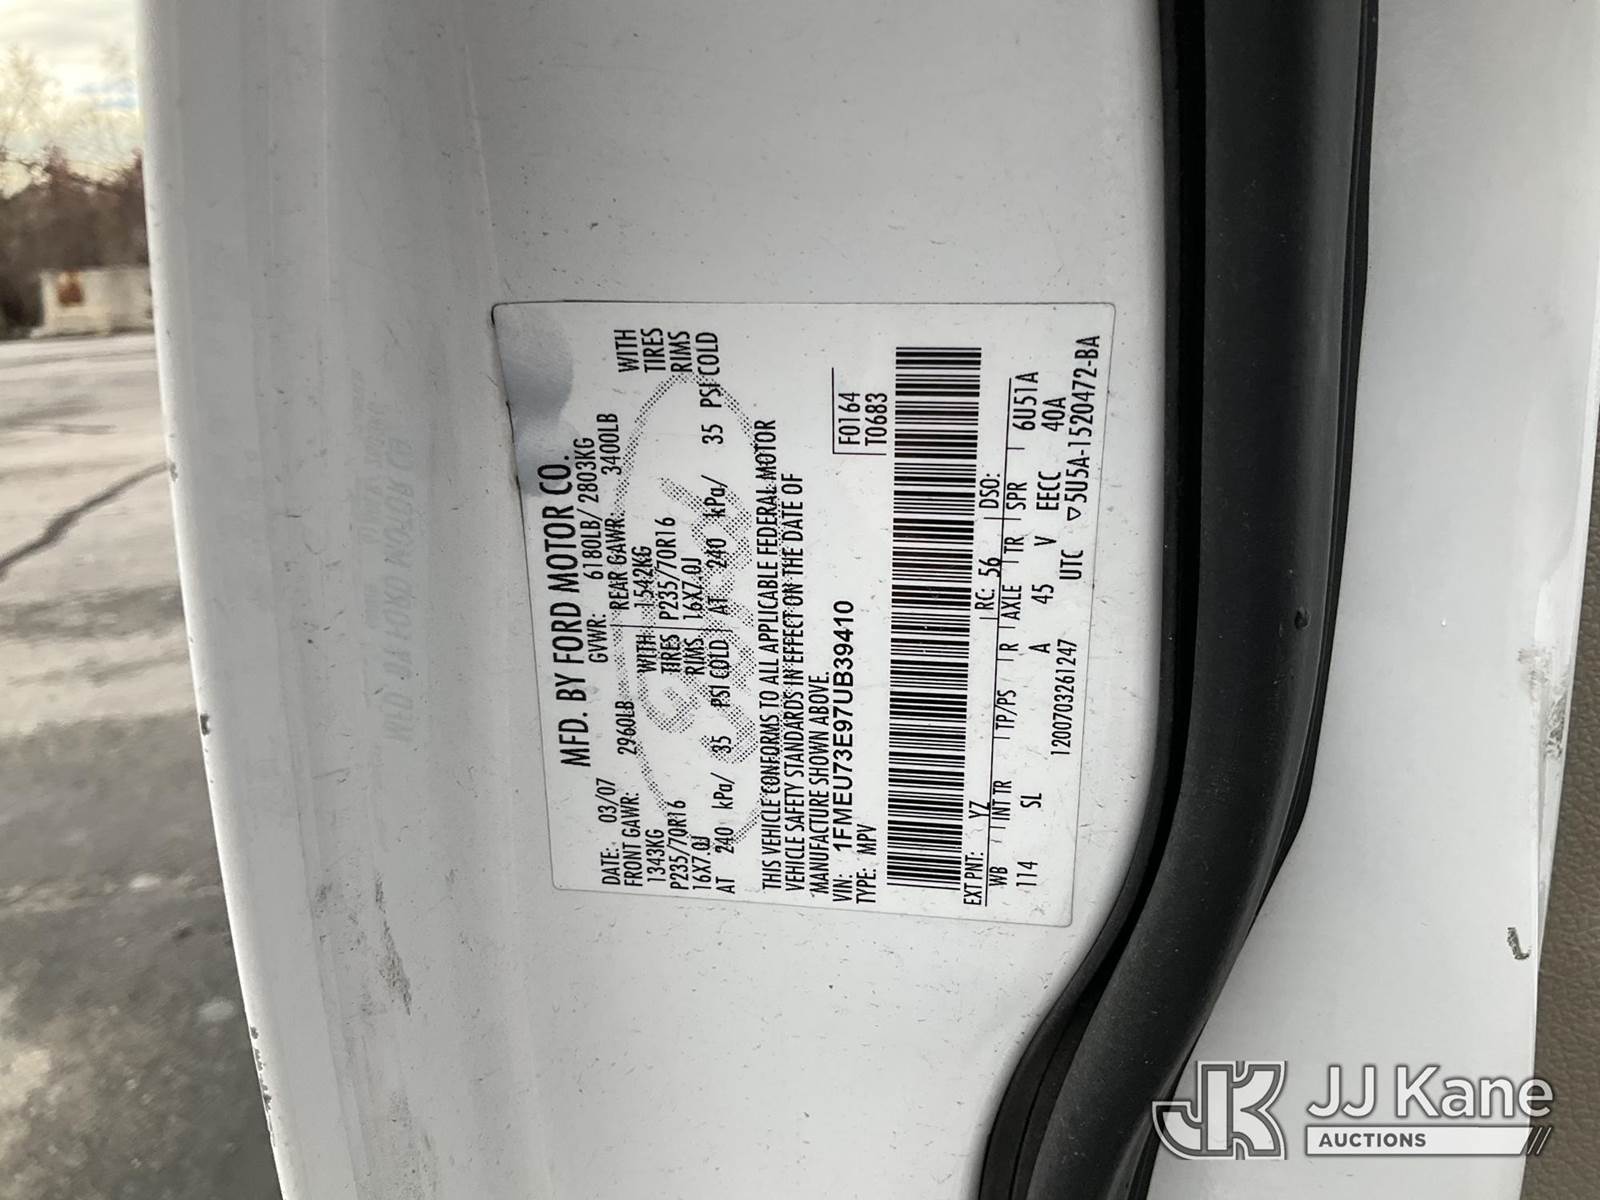 MFD. BY FORD MOTOR CO.
DATE: 03/07 GVWR: 6180LB/ 2803KG
FRONT GAWR: 2960LB REAR GAWR: 3400LB
1343KG WITH 1542KG WITH
P235/70R16 TIRES P235/70R16 TIRES
16X7.0J RIMS 16X7.0J RIMS
AT 240 kPa/ 35 PSI COLD AT 240 kPa/ 35 PSI COLD
THIS VEHICLE CONFORMS TO ALL APPLICABLE FEDERAL MOTOR
VEHICLE SAFETY STANDARDS IN EFFECT ON THE DATE OF
MANUFACTURE SHOWN ABOVE.
VIN: 1FMEU73E97UB39410
TYPE: MPV
F0164
T0683
EXT PNT: YZ RC: 56 DSO:
WB INT TR TP/PS R AXLE TR SPR 6U51A
114 SL A 45 V EECC 40A
1200703261247 UTC ▽5U5A-1520472-BA
JJ Kane
AUCTIONS